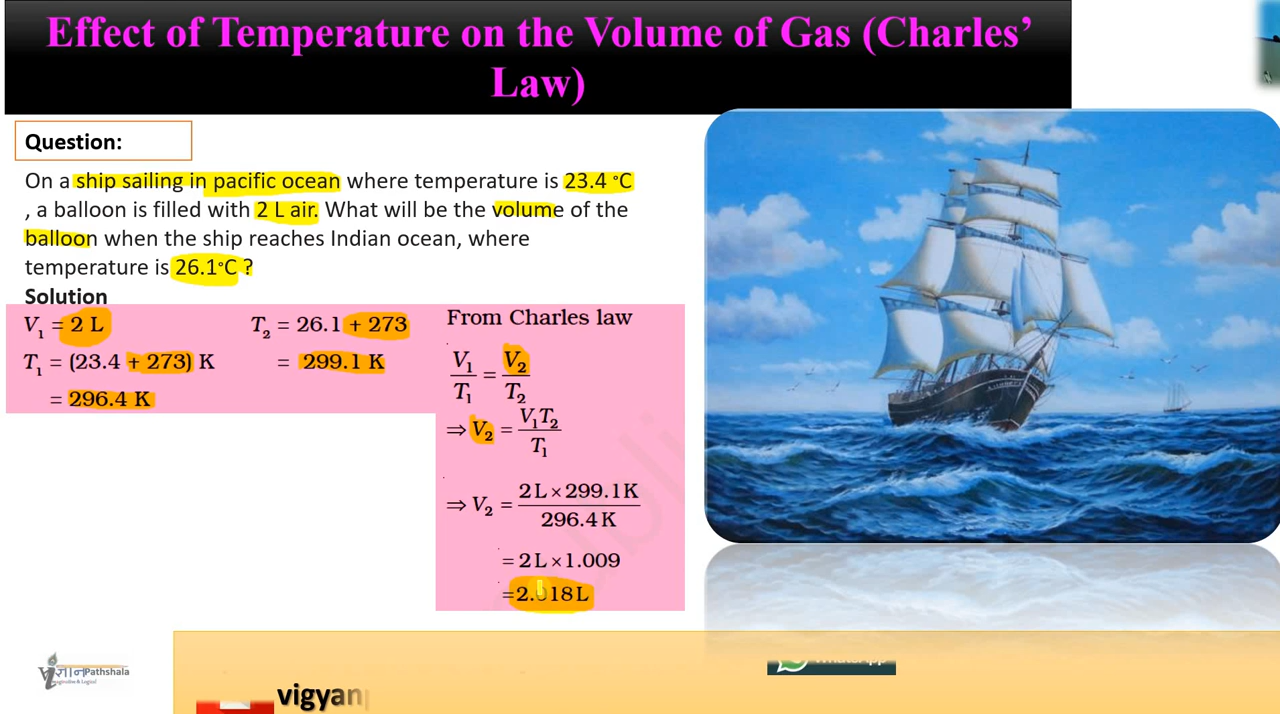 Effect of Temperature on the Volume of Gas (Charles’
Law)
Question:
On a ship sailing in pacific ocean where temperature is 23.4 °C
, a balloon is filled with 2 L air. What will be the volume of the
balloon when the ship reaches Indian ocean, where
temperature is 26.1°C ?
Solution
V₁ = 2 L
T₁ = (23.4 + 273) K
= 296.4 K
T₂ = 26.1 + 273
= 299.1 K
From Charles law
V₁/T₁ = V₂/T₂
⇒ V₂ = V₁T₂/T₁
⇒ V₂ = 2 L × 299.1 K/296.4 K
= 2 L × 1.009
= 2.018 L
Pathshala
vigyan